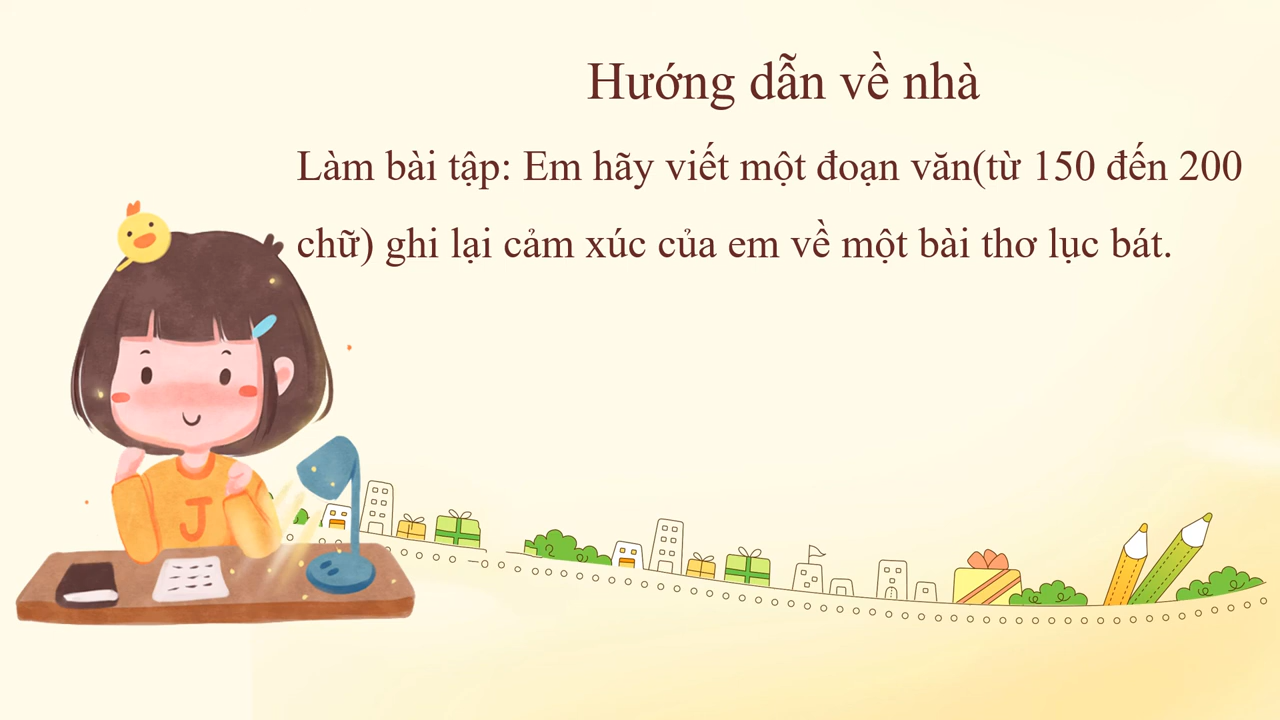 Hướng dẫn về nhà
Làm bài tập: Em hãy viết một đoạn văn(từ 150 đến 200
chữ) ghi lại cảm xúc của em về một bài thơ lục bát.
J